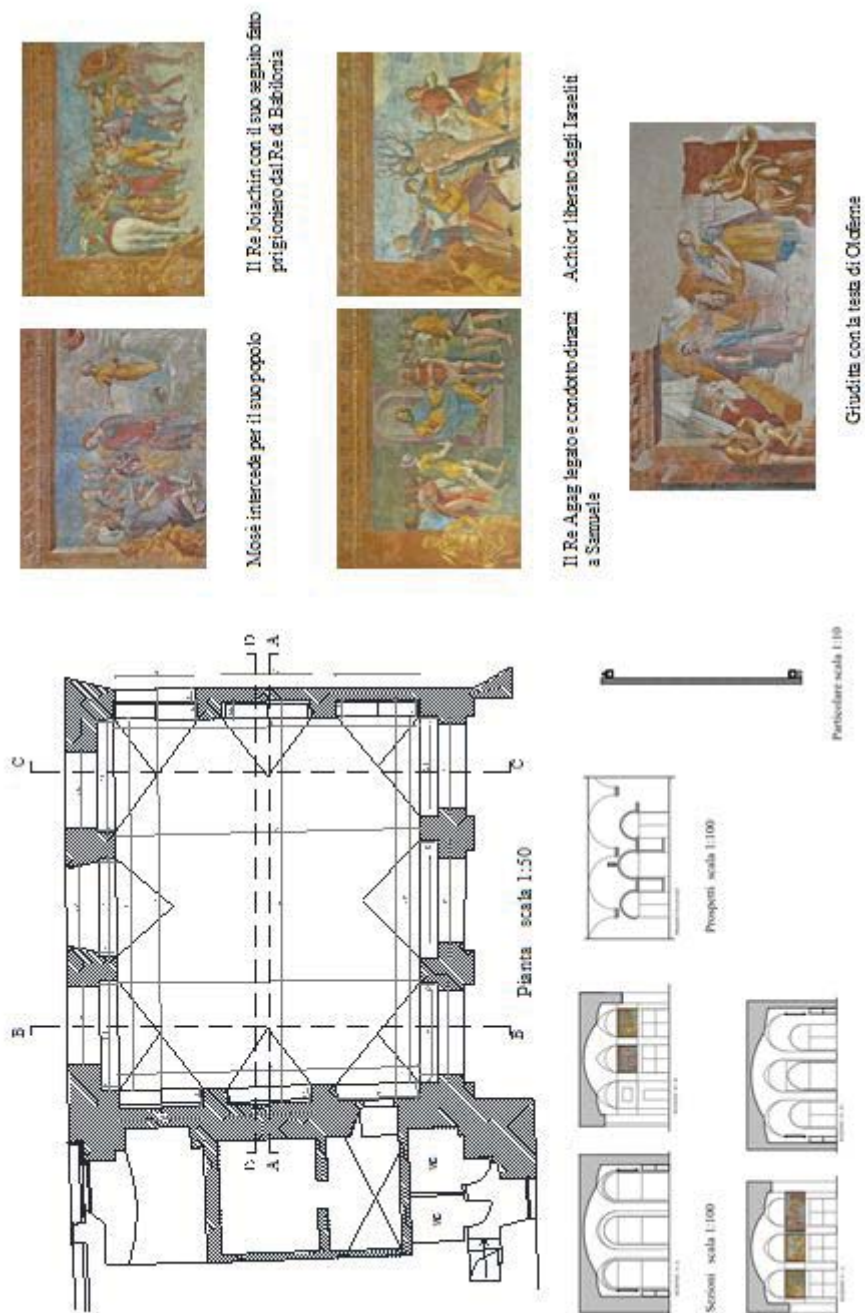 Mosè intercede per il suo popolo
Il Re Joiachin con il suo seguito fatto
prigioniero dal Re di Babilonia
Il Re Agag legato e condotto dinanzi
a Samuele
Achior liberato dagli Israeliti
Giuditta con la testa di Oloferne
B
C
D
A
D
A
B
C
WC
WC
Pianta scala 1:50
Sezioni scala 1:100
Prospetti scala 1:100
Particolare scala 1:10